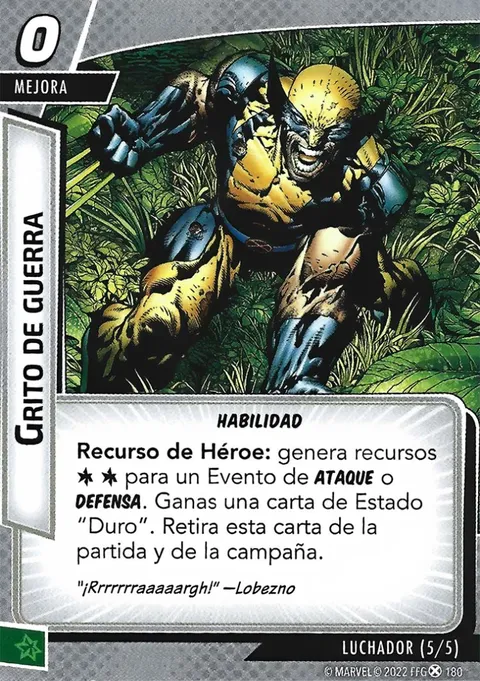 0
MEJORA
GRITO DE GUERRA
HABILIDAD
Recurso de Héroe: genera recursos
para un Evento de ATAQUE o
DEFENSA. Ganas una carta de Estado
“Duro”. Retira esta carta de la
partida y de la campaña.
"¡Rrrrrrraaaaargh!" —Lobezno
LUCHADOR (5/5)
© MARVEL © 2022 FFG 180